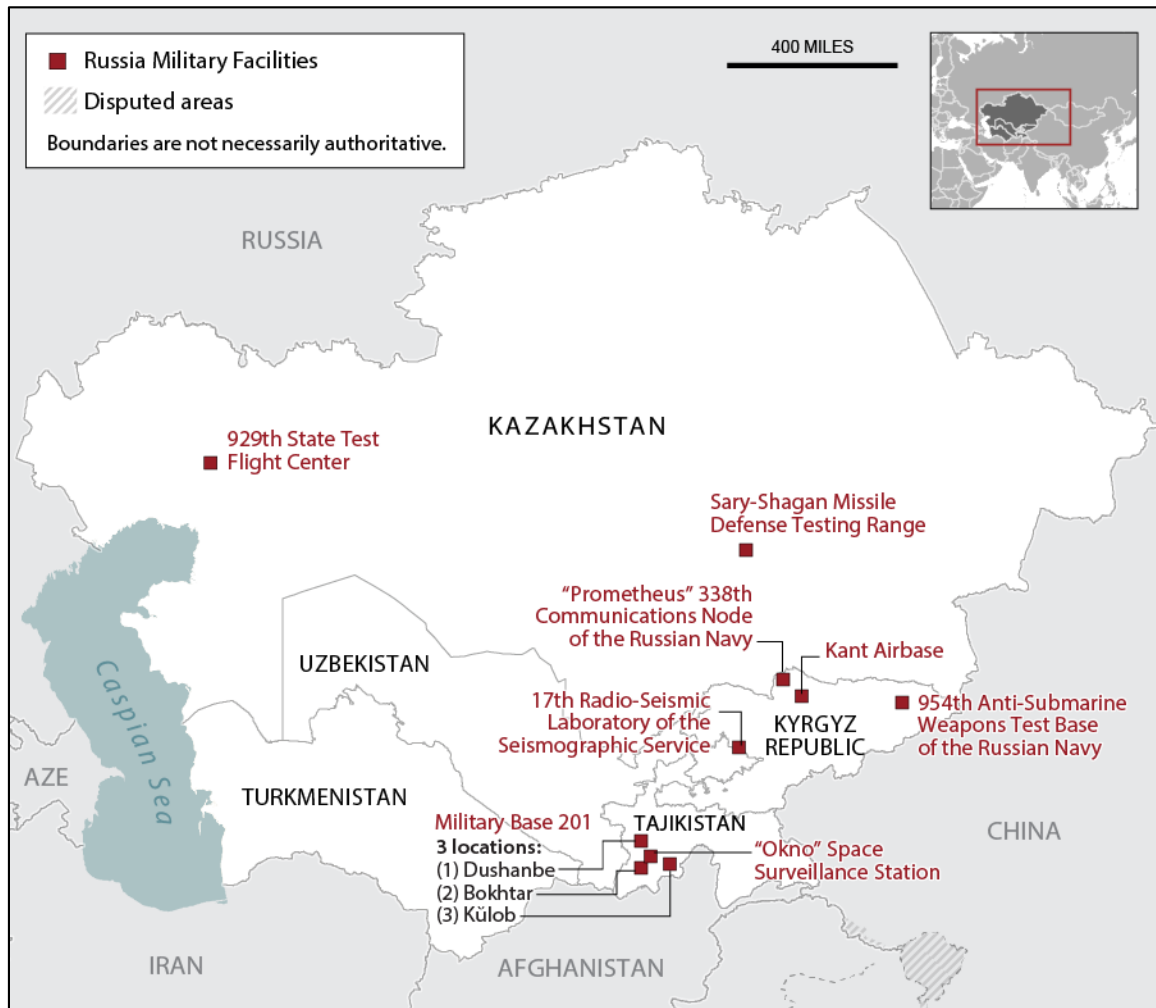 Russia Military Facilities
Disputed areas
Boundaries are not necessarily authoritative.
400 MILES
RUSSIA
KAZAKHSTAN
929th State Test
Flight Center
Sary-Shagan Missile
Defense Testing Range
“Prometheus” 338th
Communications Node
of the Russian Navy
Kant Airbase
UZBEKISTAN
17th Radio-Seismic
Laboratory of the
Seismographic Service
KYRGYZ
REPUBLIC
954th Anti-Submarine
Weapons Test Base
of the Russian Navy
Caspian Sea
AZE
TURKMENISTAN
Military Base 201
3 locations:
(1) Dushanbe
(2) Bokhtar
(3) Kŭlob
TAJIKISTAN
“Okno” Space
Surveillance Station
CHINA
IRAN
AFGHANISTAN